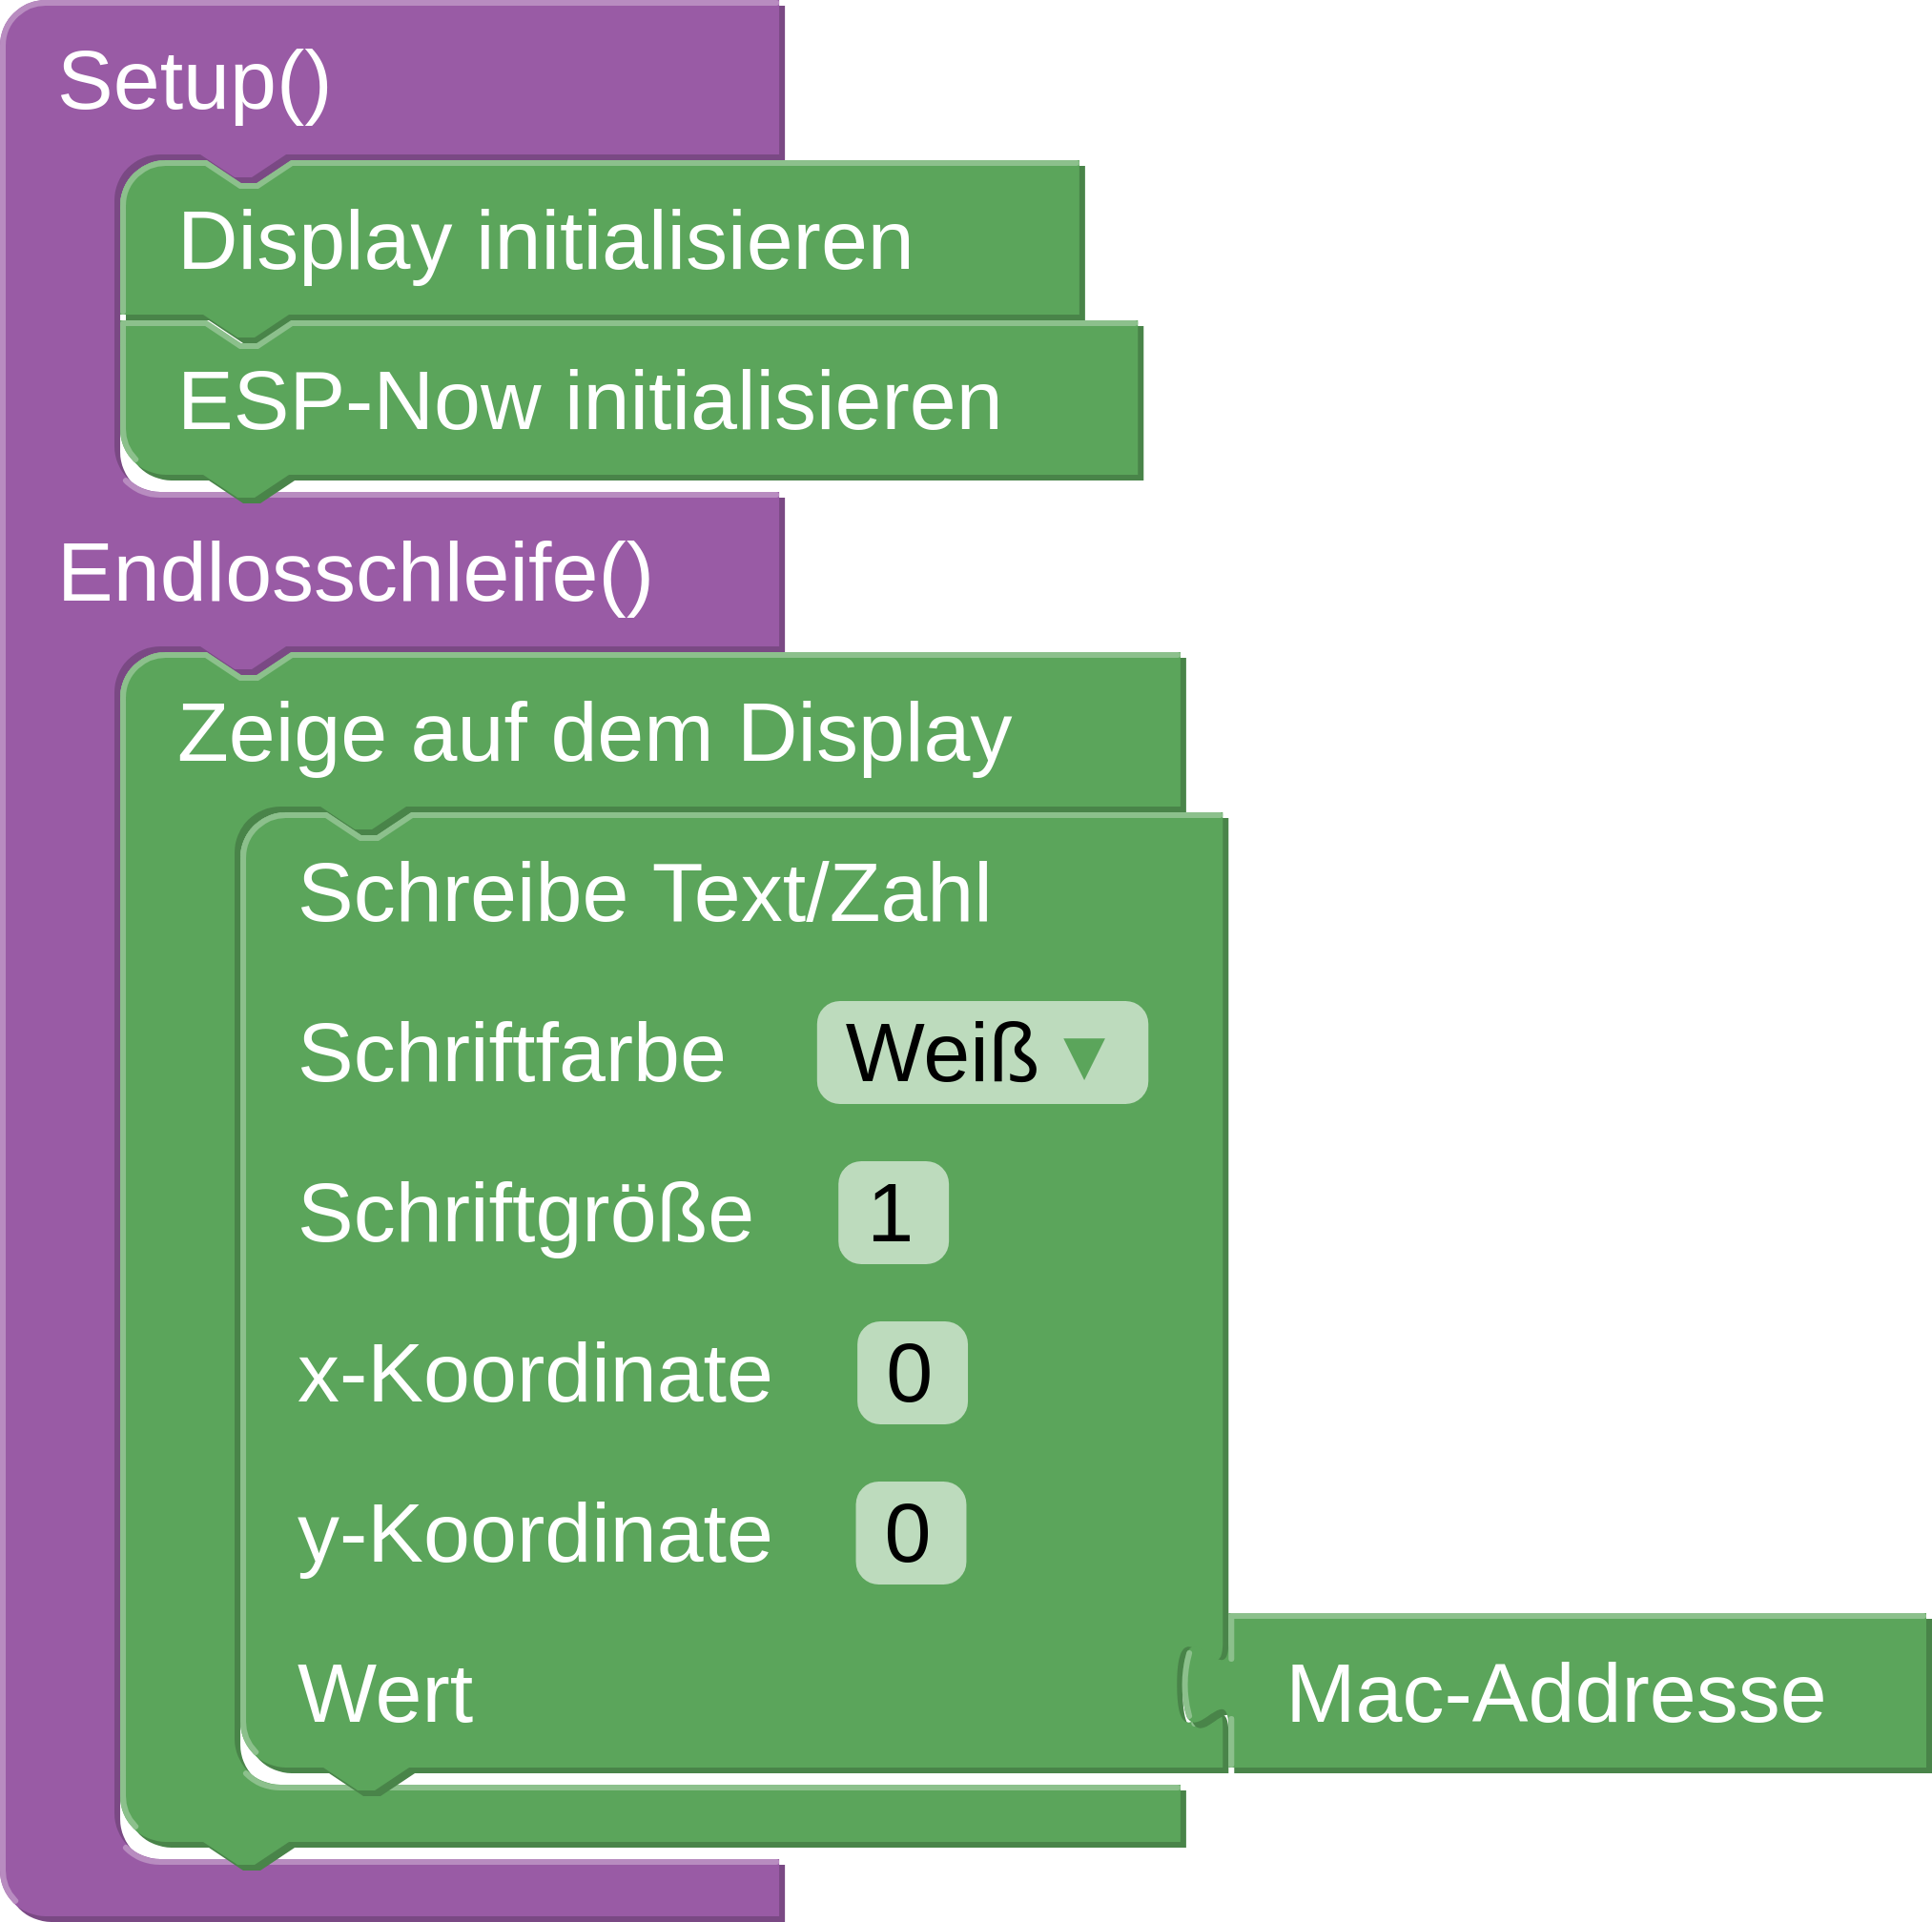 Setup()
Display initialisieren
ESP-Now initialisieren
Endlosschleife()
Zeige auf dem Display
Schreibe Text/Zahl
Schriftfarbe Weiß ▼
Schriftgröße 1
x-Koordinate 0
y-Koordinate 0
Wert Mac-Addresse